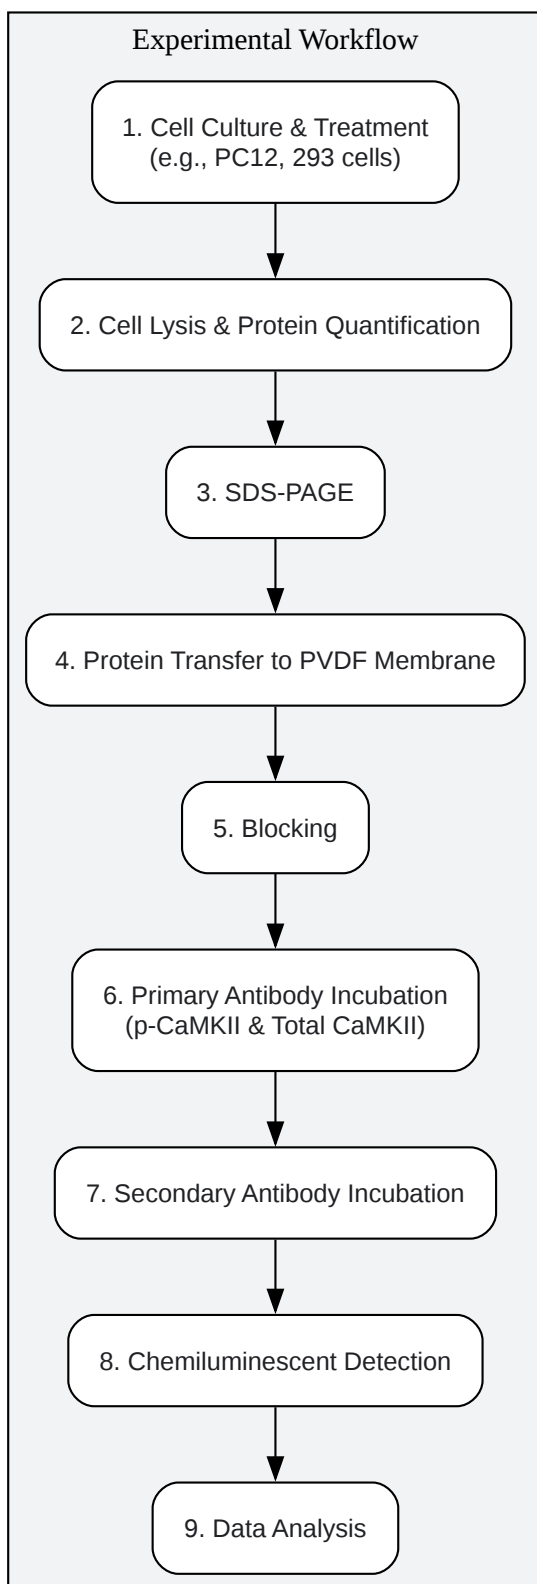 Experimental Workflow
1. Cell Culture & Treatment
(e.g., PC12, 293 cells)
2. Cell Lysis & Protein Quantification
3. SDS-PAGE
4. Protein Transfer to PVDF Membrane
5. Blocking
6. Primary Antibody Incubation
(p-CaMKII & Total CaMKII)
7. Secondary Antibody Incubation
8. Chemiluminescent Detection
9. Data Analysis